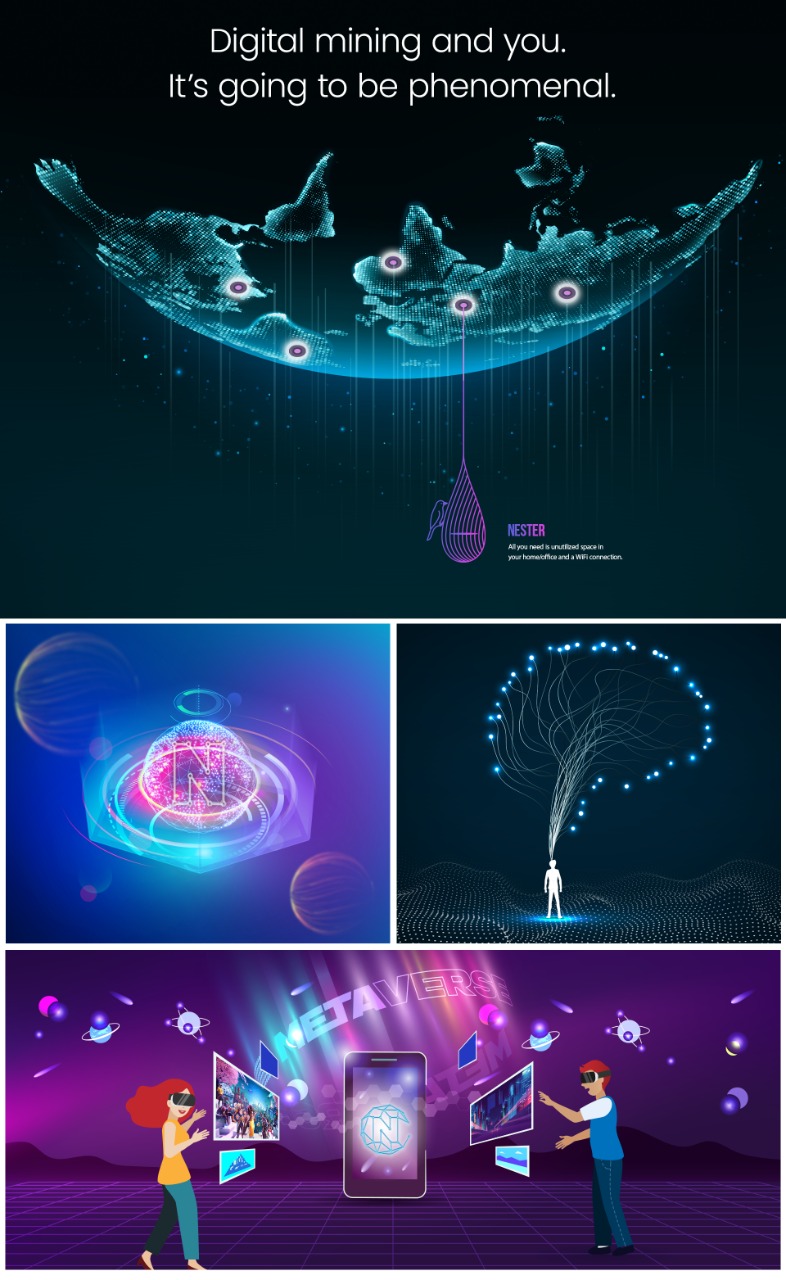 Digital mining and you.
It's going to be phenomenal.
NESTER
All you need is unutilized space in
your home/office and a WiFi connection.
N
METAVERSE
N